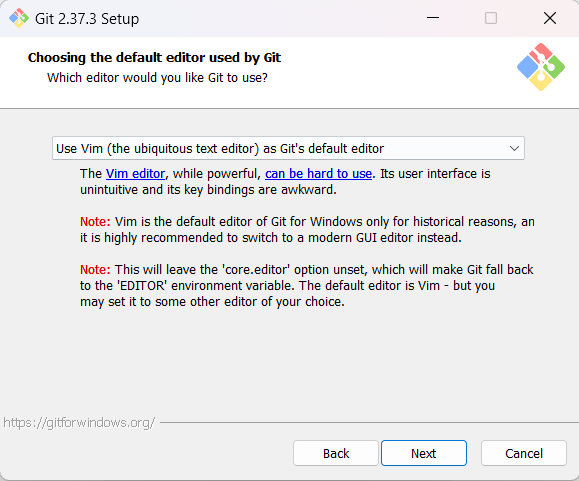 Git 2.37.3 Setup
Choosing the default editor used by Git
Which editor would you like Git to use?
Use Vim (the ubiquitous text editor) as Git's default editor
The Vim editor, while powerful, can be hard to use. Its user interface is
unintuitive and its key bindings are awkward.
Note: Vim is the default editor of Git for Windows only for historical reasons, an
it is highly recommended to switch to a modern GUI editor instead.
Note: This will leave the 'core.editor' option unset, which will make Git fall back
to the 'EDITOR' environment variable. The default editor is Vim - but you
may set it to some other editor of your choice.
https://gitforwindows.org/
Back
Next
Cancel